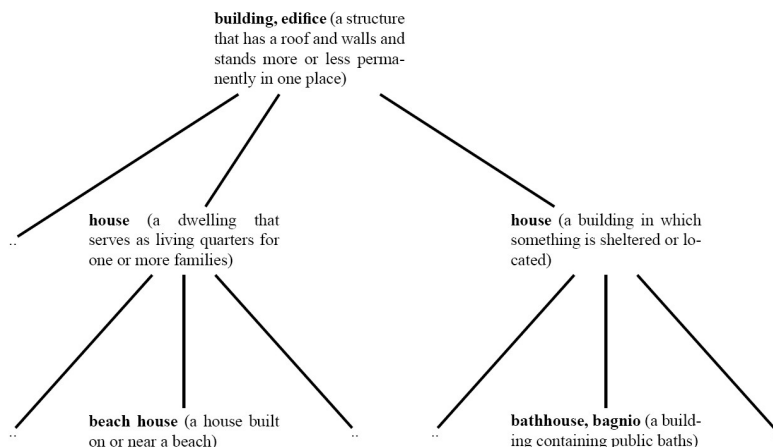 building, edifice (a structure
that has a roof and walls and
stands more or less perma-
nently in one place)
house (a dwelling that
serves as living quarters for
one or more families)
house (a building in which
something is sheltered or lo-
cated)
..
beach house (a house built
on or near a beach)
bathhouse, bagnio (a build-
ing containing public baths)
..
..
..